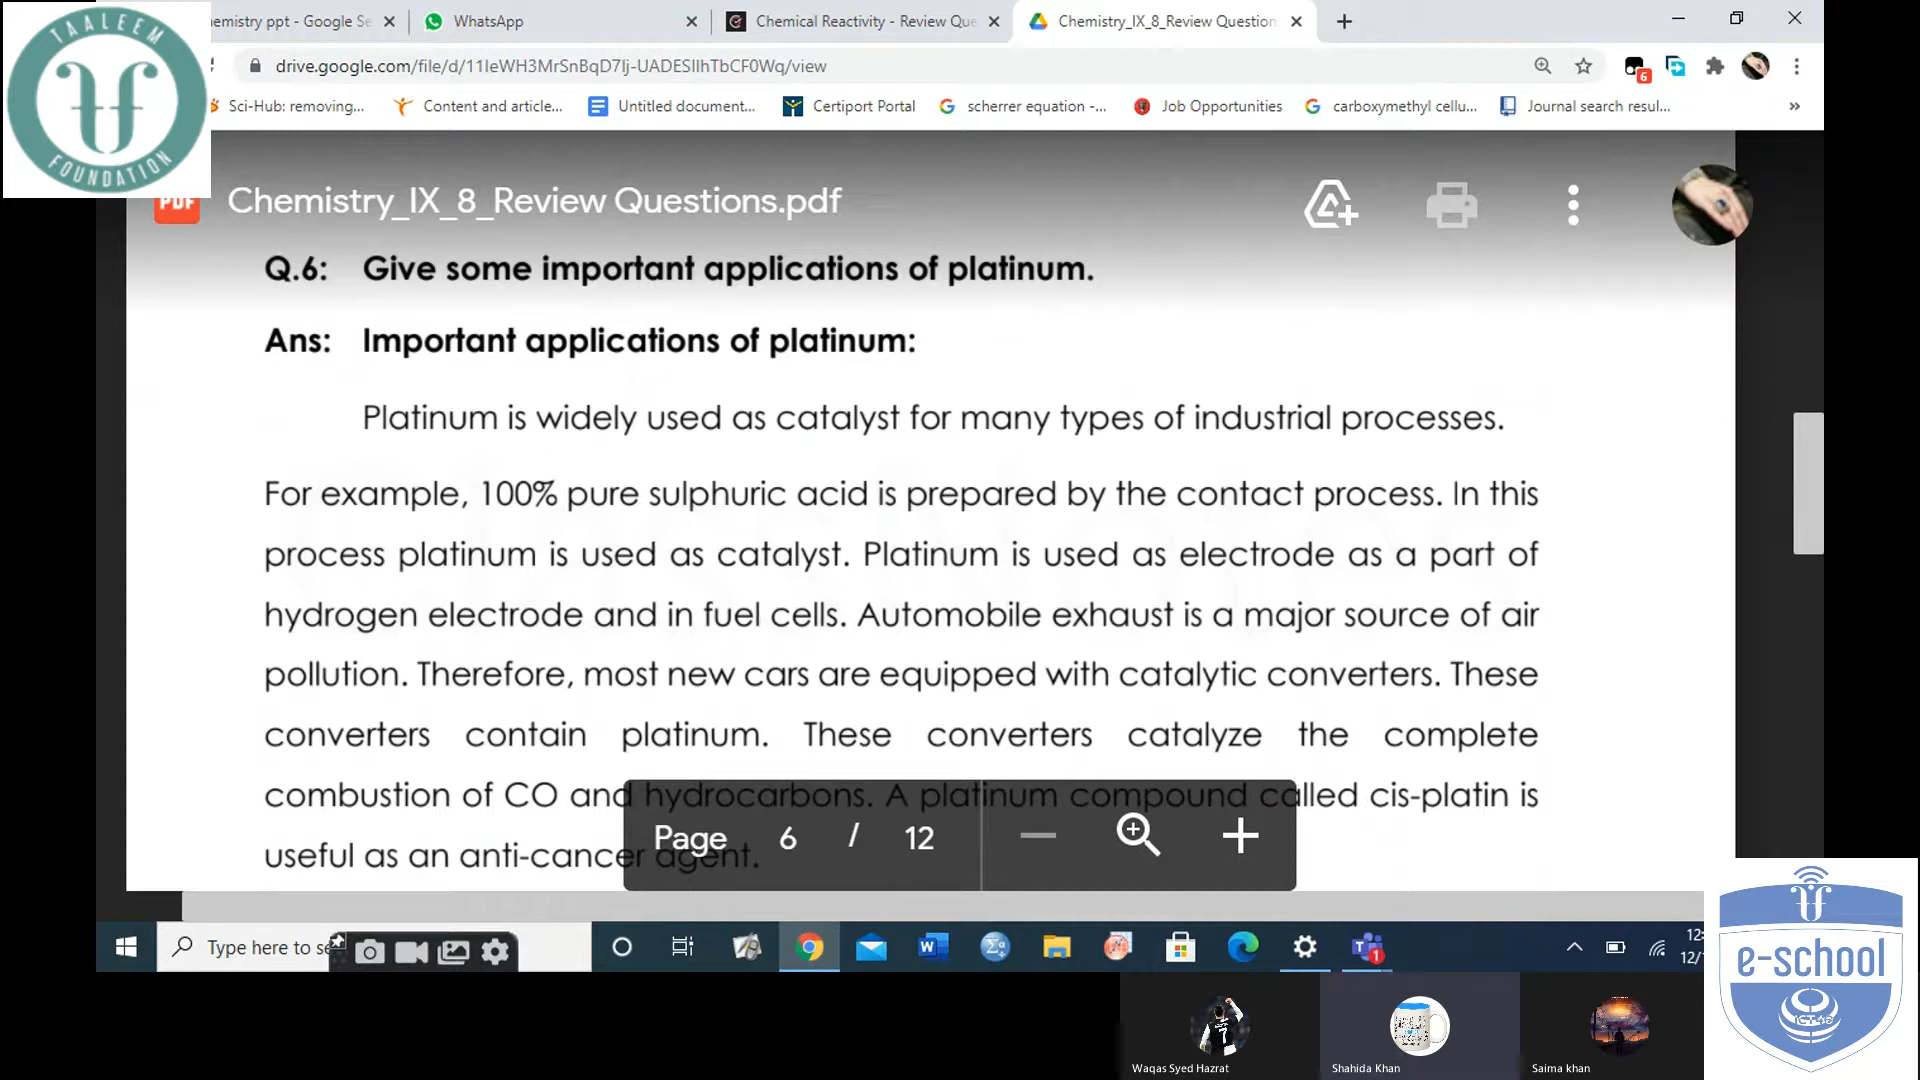 TAALEEM
FOUNDATION
emistry ppt - Google Se
WhatsApp
Chemical Reactivity - Review Que
Chemistry_IX_8_Review Question
drive.google.com/file/d/11IeWH3MrSnBqD7Ij-UADESIIhTbCF0Wq/view
6
Sci-Hub: removing...
Content and article...
Untitled document...
Certiport Portal
scherrer equation -...
Job Opportunities
carboxymethyl cellu...
Journal search resul...
»
PDF
Chemistry_IX_8_Review Questions.pdf
Q.6: Give some important applications of platinum.
Ans: Important applications of platinum:
Platinum is widely used as catalyst for many types of industrial processes.
For example, 100% pure sulphuric acid is prepared by the contact process. In this
process platinum is used as catalyst. Platinum is used as electrode as a part of
hydrogen electrode and in fuel cells. Automobile exhaust is a major source of air
pollution. Therefore, most new cars are equipped with catalytic converters. These
converters contain platinum. These converters catalyze the complete
combustion of CO and hydrocarbons. A platinum compound called cis-platin is
useful as an anti-cancer agent.
Page 6 / 12
Type here to se
1
12:
12/
e-school
Waqas Syed Hazrat
Shahida Khan
Saima khan